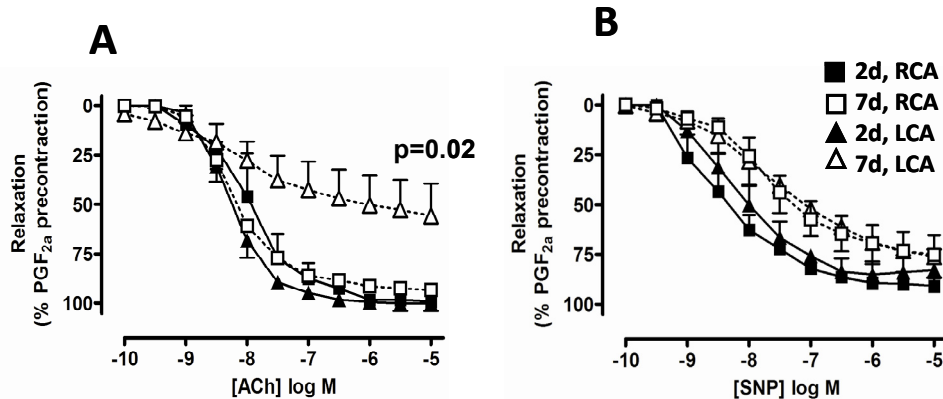 A
Relaxation
(% PGF2a precontraction)
0
25
50
75
100
p=0.02
-10 -9 -8 -7 -6 -5
[ACh] log M
B
2d, RCA
7d, RCA
2d, LCA
7d, LCA
Relaxation
(% PGF2a precontraction)
0
25
50
75
100
-10 -9 -8 -7 -6 -5
[SNP] log M